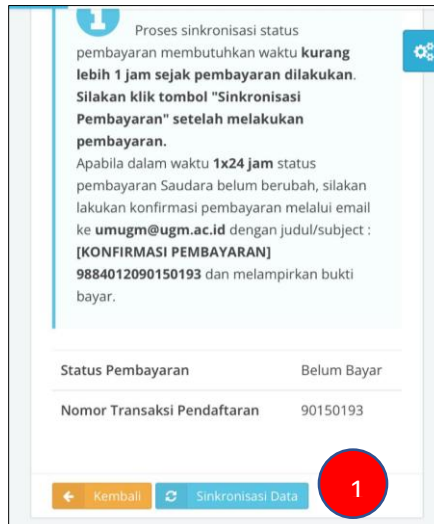 Proses sinkronisasi status
pembayaran membutuhkan waktu kurang
lebih 1 jam sejak pembayaran dilakukan.
Silakan klik tombol "Sinkronisasi
Pembayaran" setelah melakukan
pembayaran.
Apabila dalam waktu 1x24 jam status
pembayaran Saudara belum berubah, silakan
lakukan konfirmasi pembayaran melalui email
ke umugm@ugm.ac.id dengan judul/subject :
[KONFIRMASI PEMBAYARAN]
9884012090150193 dan melampirkan bukti
bayar.
Status Pembayaran Belum Bayar
Nomor Transaksi Pendaftaran 90150193
Kembali Sinkronisasi Data 1